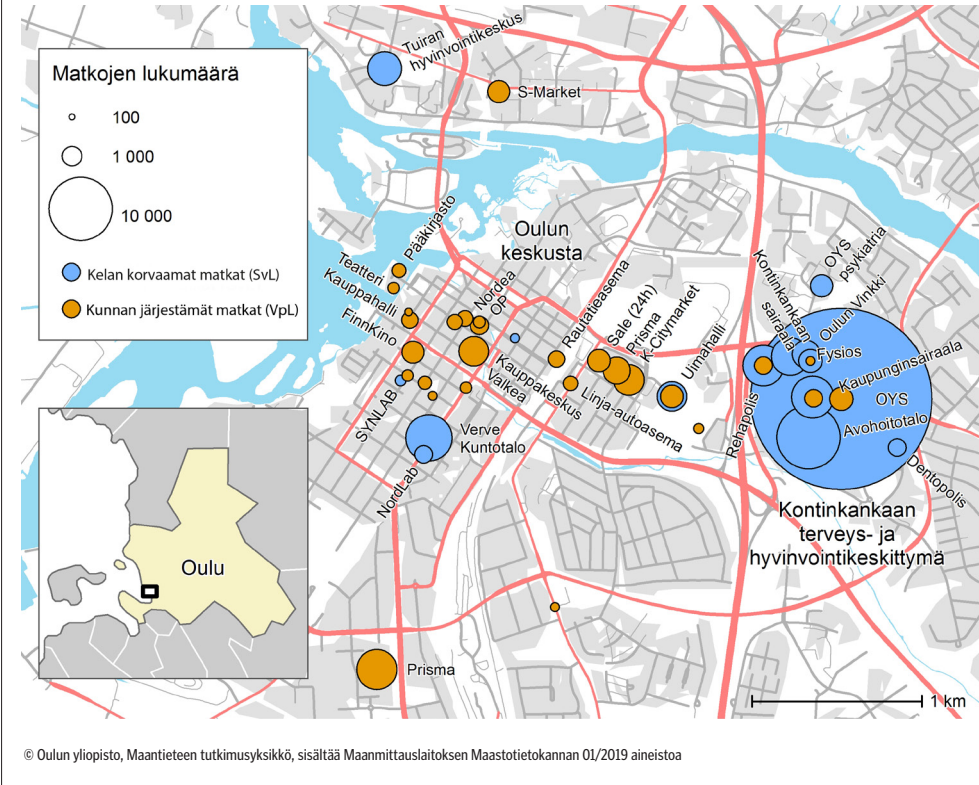 Matkojen lukumäärä
100
1 000
10 000
Kelan korvaamat matkat (SvL)
Kunnan järjestämät matkat (VpL)
Tuiran
hyvinvointikeskus
S-Market
Oulun
keskusta
Pääkirjasto
Teatteri
Kauppahalli
FinnKino
Nordea
OP
Rautatieasema
Sale (24h)
Prisma
K-Citymarket
Uimahalli
Kauppakeskus
Valkea
Linja-autoasema
SYNLAB
Verve
Kuntotalo
NordLab
Rehapolis
Kontinkankaan
sairaala
OYS
psykiatria
Oulun Vinkki
Fysios
Kaupunginsairaala
OYS
Avohoitotalo
Dentopolis
Kontinkankaan
terveys- ja
hyvinvointikeskittymä
Oulu
Prisma
1 km
© Oulun yliopisto, Maantieteen tutkimusyksikkö, sisältää Maanmittauslaitoksen Maastotietokannan 01/2019 aineistoa